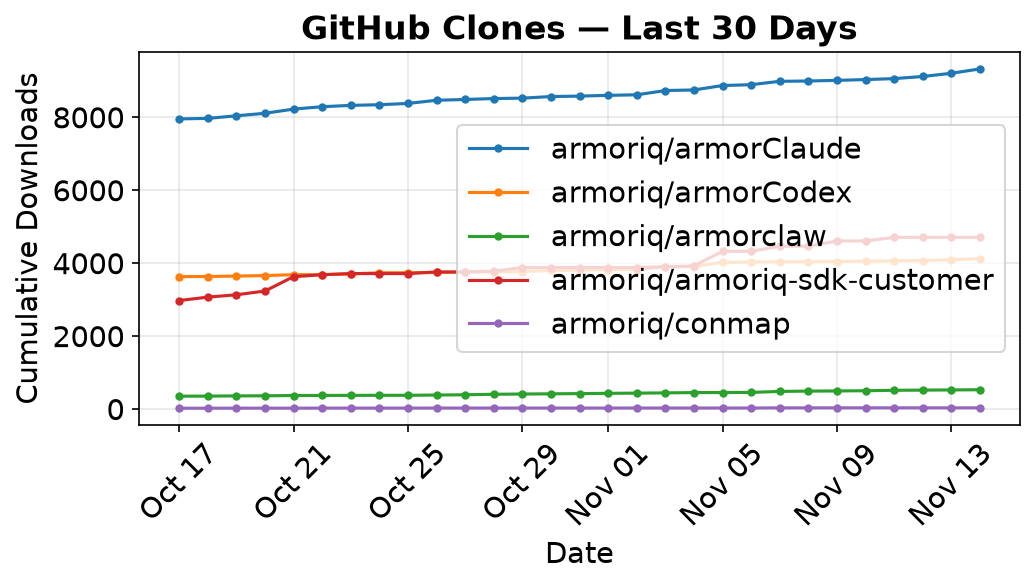 GitHub Clones — Last 30 Days
Cumulative Downloads
8000
6000
4000
2000
0
armoriq/armorClaude
armoriq/armorCodex
armoriq/armorclaw
armoriq/armoriq-sdk-customer
armoriq/conmap
Oct 17
Oct 21
Oct 25
Oct 29
Nov 01
Nov 05
Nov 09
Nov 13
Date